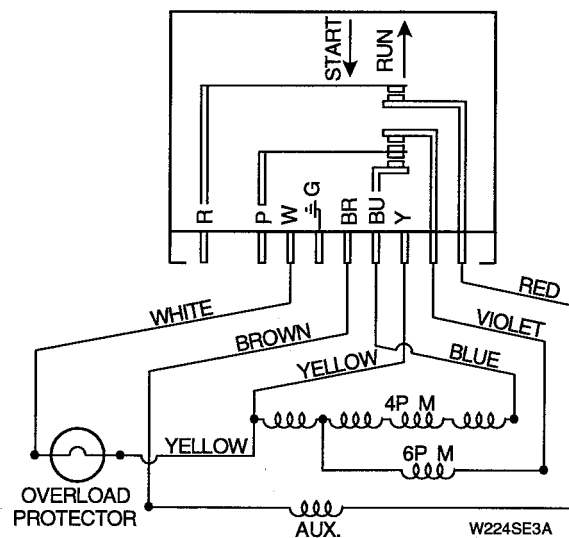 START
RUN
R
P
W
G
BR
BU
Y
RED
WHITE
VIOLET
BROWN
YELLOW
BLUE
4P M
YELLOW
6P M
OVERLOAD
PROTECTOR
AUX.
W224SE3A